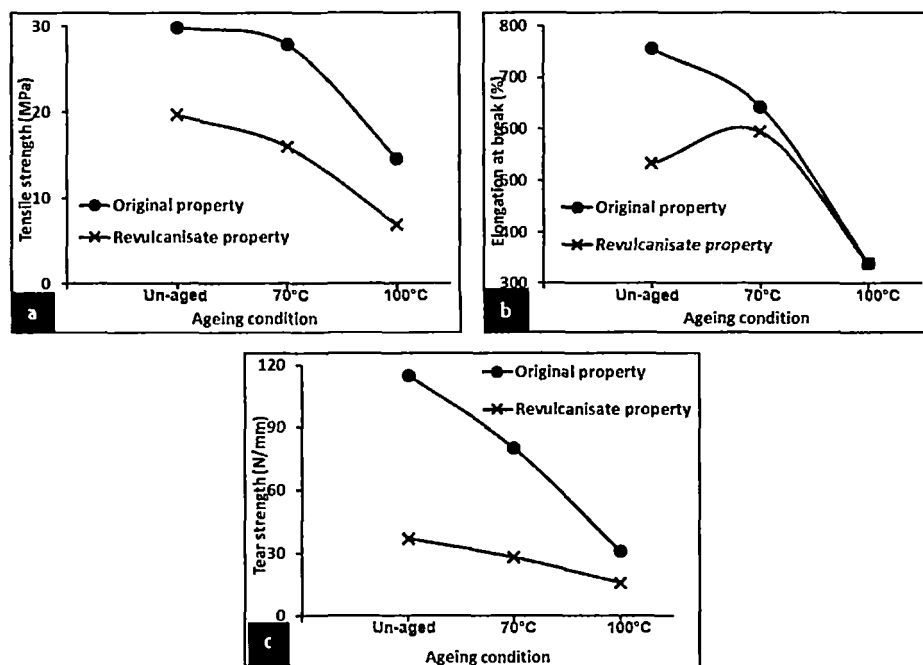 30
20
10
0
Tensile strength (MPa)
Original property
Revulcanisate property
Un-aged 70°C 100°C
Ageing condition
a
800
700
600
500
400
300
Elongation at break (%)
Original property
Revulcanisate property
Un-aged 70°C 100°C
Ageing condition
b
120
90
60
30
0
Tear strength (N/mm)
Original property
Revulcanisate property
Un-aged 70°C 100°C
Ageing condition
c